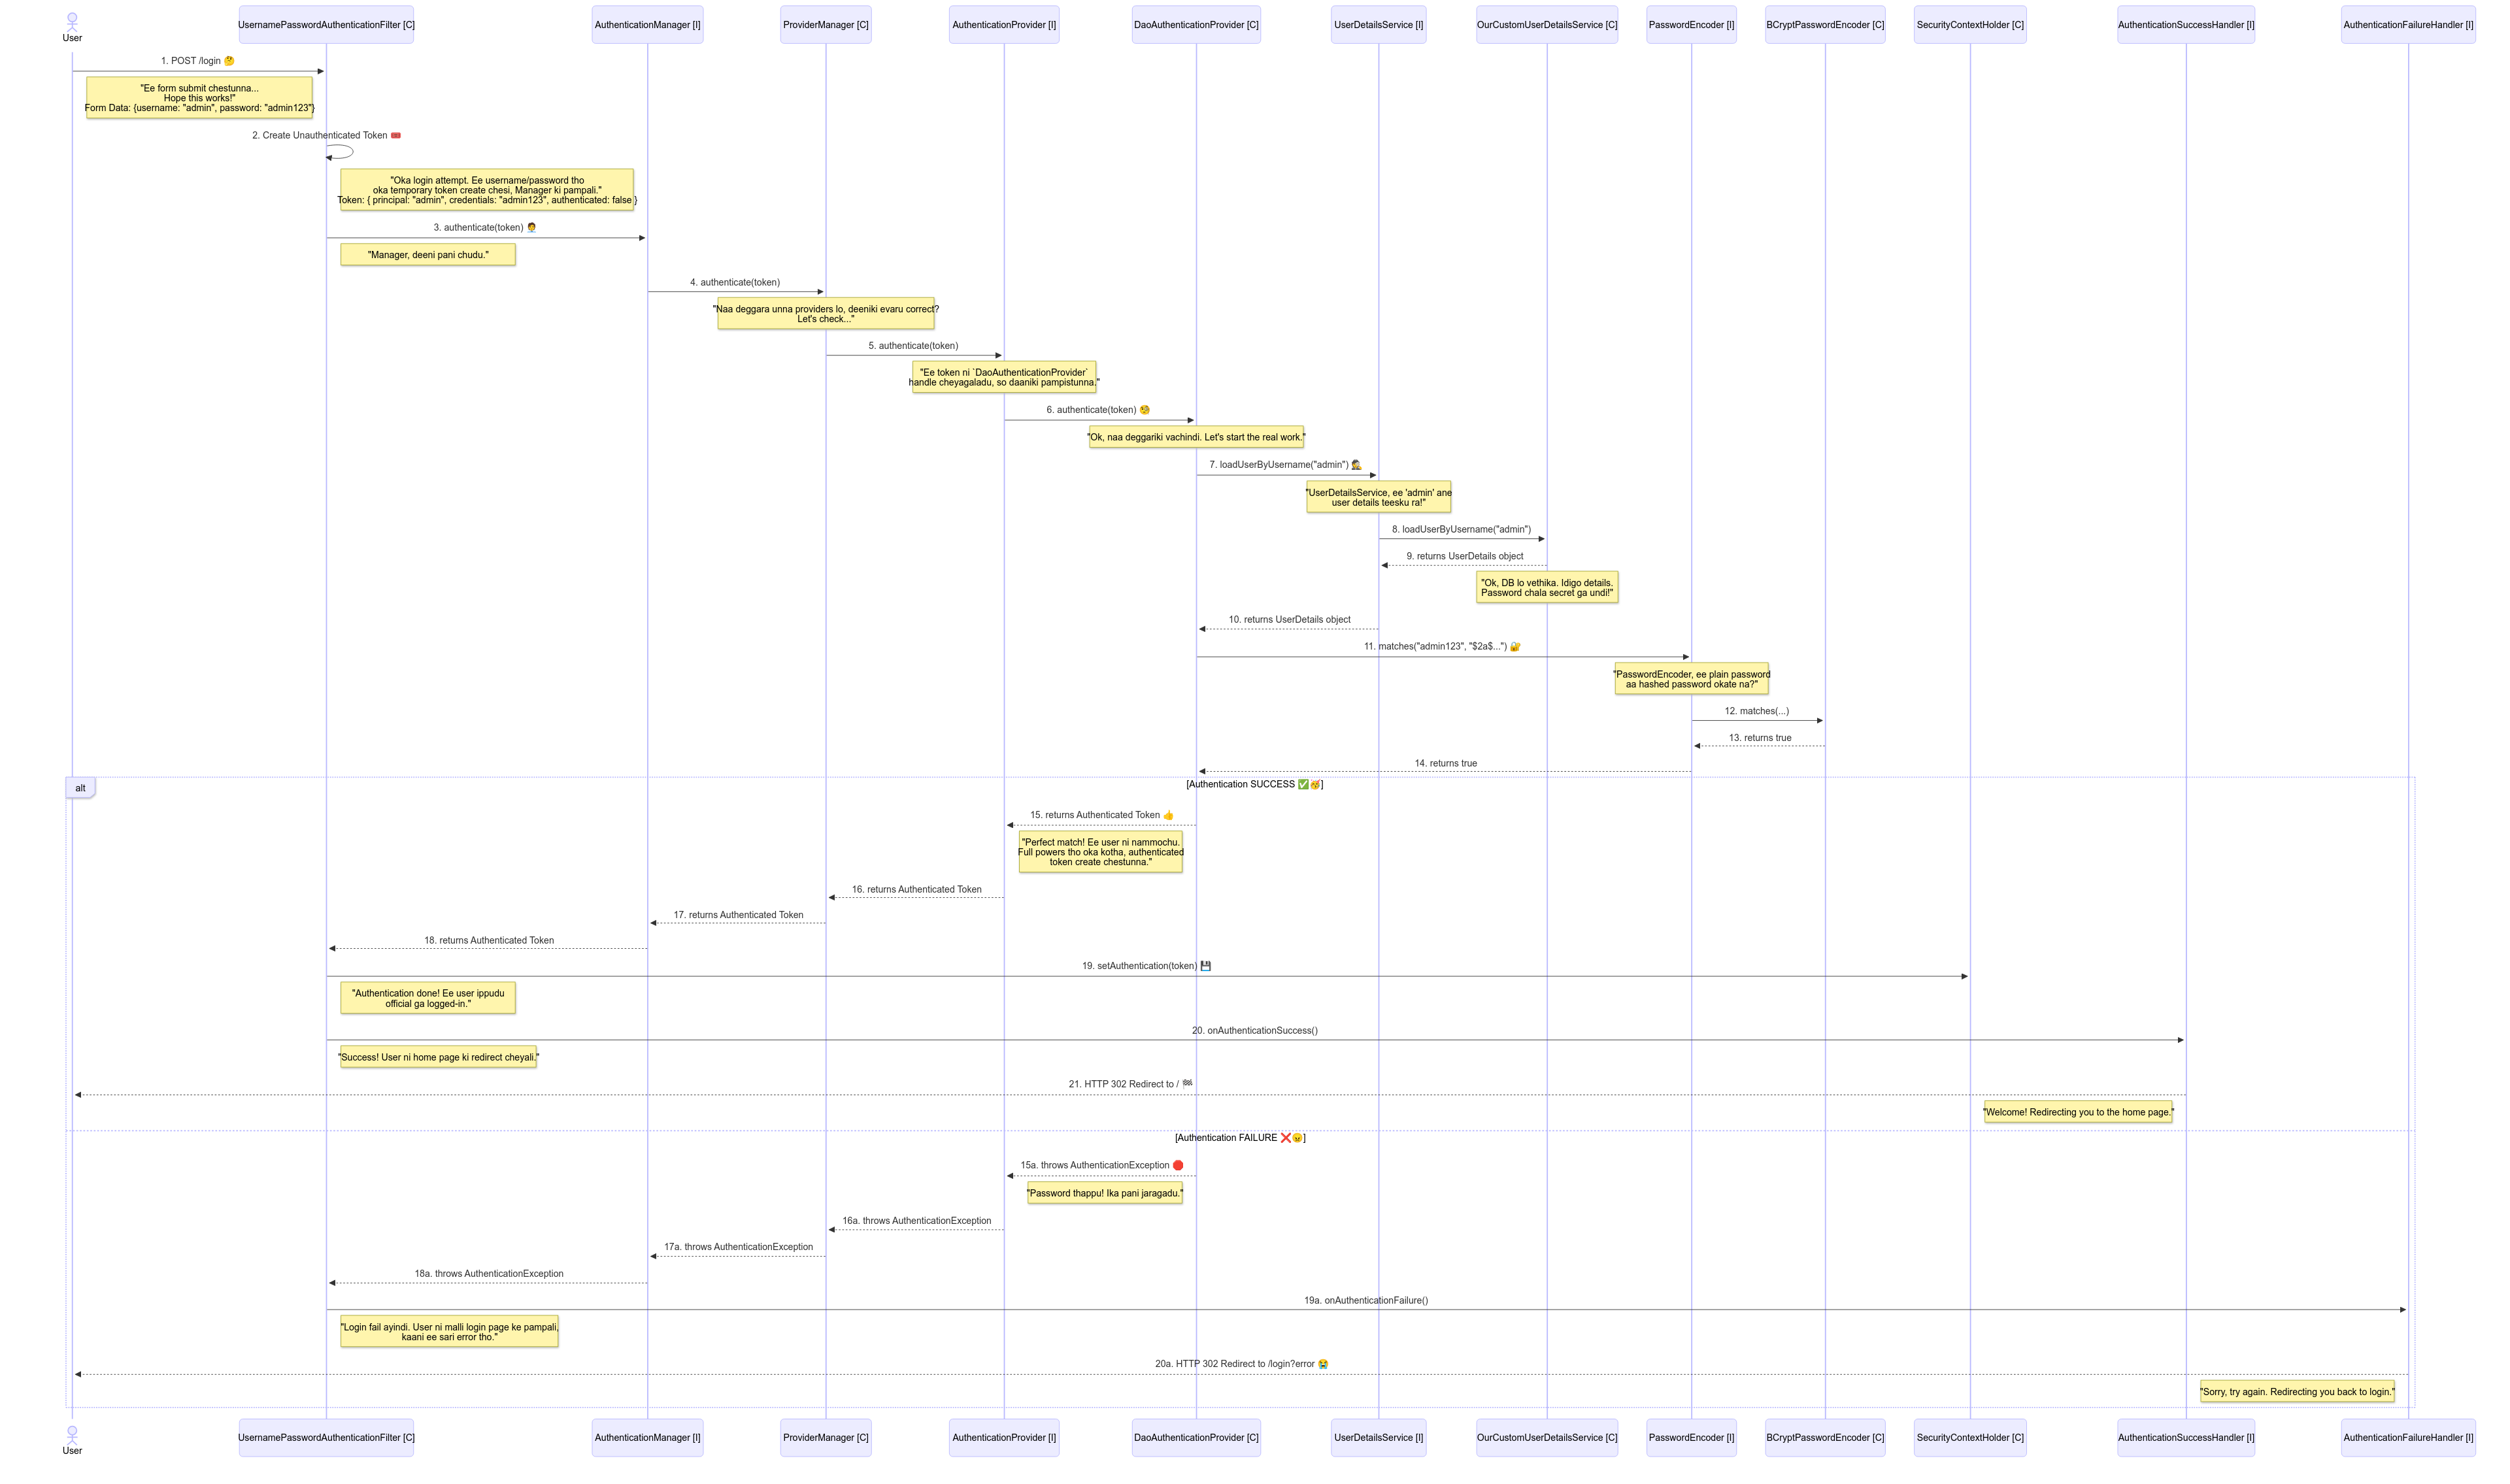 User
UsernamePasswordAuthenticationFilter [C]
AuthenticationManager [I]
ProviderManager [C]
AuthenticationProvider [I]
DaoAuthenticationProvider [C]
UserDetailsService [I]
OurCustomUserDetailsService [C]
PasswordEncoder [I]
BCryptPasswordEncoder [C]
SecurityContextHolder [C]
AuthenticationSuccessHandler [I]
AuthenticationFailureHandler [I]
1. POST /login 🤔
"Ee form submit chestunna...
Hope this works!"
Form Data: {username: "admin", password: "admin123"}
2. Create Unauthenticated Token 🎟️
"Oka login attempt. Ee username/password tho
oka temporary token create chesi, Manager ki pampali."
Token: { principal: "admin", credentials: "admin123", authenticated: false }
3. authenticate(token) 🧑‍💼
"Manager, deeni pani chudu."
4. authenticate(token)
"Naa deggara unna providers lo, deeniki evaru correct?
Let's check..."
5. authenticate(token)
"Ee token ni `DaoAuthenticationProvider`
handle cheyagaladu, so daaniki pampistunna."
6. authenticate(token) 🧐
"Ok, naa deggariki vachindi. Let's start the real work."
7. loadUserByUsername("admin") 🕵️
"UserDetailsService, ee 'admin' ane
user details teesku ra!"
8. loadUserByUsername("admin")
9. returns UserDetails object
"Ok, DB lo vethika. Idigo details.
Password chala secret ga undi!"
10. returns UserDetails object
11. matches("admin123", "$2a$...") 🔐
"PasswordEncoder, ee plain password
aa hashed password okate na?"
12. matches(...)
13. returns true
14. returns true
alt
[Authentication SUCCESS ✅🥳]
15. returns Authenticated Token 👍
"Perfect match! Ee user ni nammochu.
Full powers tho oka kotha, authenticated
token create chestunna."
16. returns Authenticated Token
17. returns Authenticated Token
18. returns Authenticated Token
19. setAuthentication(token) 💾
"Authentication done! Ee user ippudu
official ga logged-in."
20. onAuthenticationSuccess()
"Success! User ni home page ki redirect cheyali."
21. HTTP 302 Redirect to / 🏁
"Welcome! Redirecting you to the home page."
[Authentication FAILURE ❌😠]
15a. throws AuthenticationException 🛑
"Password thappu! Ika pani jaragadu."
16a. throws AuthenticationException
17a. throws AuthenticationException
18a. throws AuthenticationException
19a. onAuthenticationFailure()
"Login fail ayindi. User ni malli login page ke pampali,
kaani ee sari error tho."
20a. HTTP 302 Redirect to /login?error 😭
"Sorry, try again. Redirecting you back to login."
User
UsernamePasswordAuthenticationFilter [C]
AuthenticationManager [I]
ProviderManager [C]
AuthenticationProvider [I]
DaoAuthenticationProvider [C]
UserDetailsService [I]
OurCustomUserDetailsService [C]
PasswordEncoder [I]
BCryptPasswordEncoder [C]
SecurityContextHolder [C]
AuthenticationSuccessHandler [I]
AuthenticationFailureHandler [I]